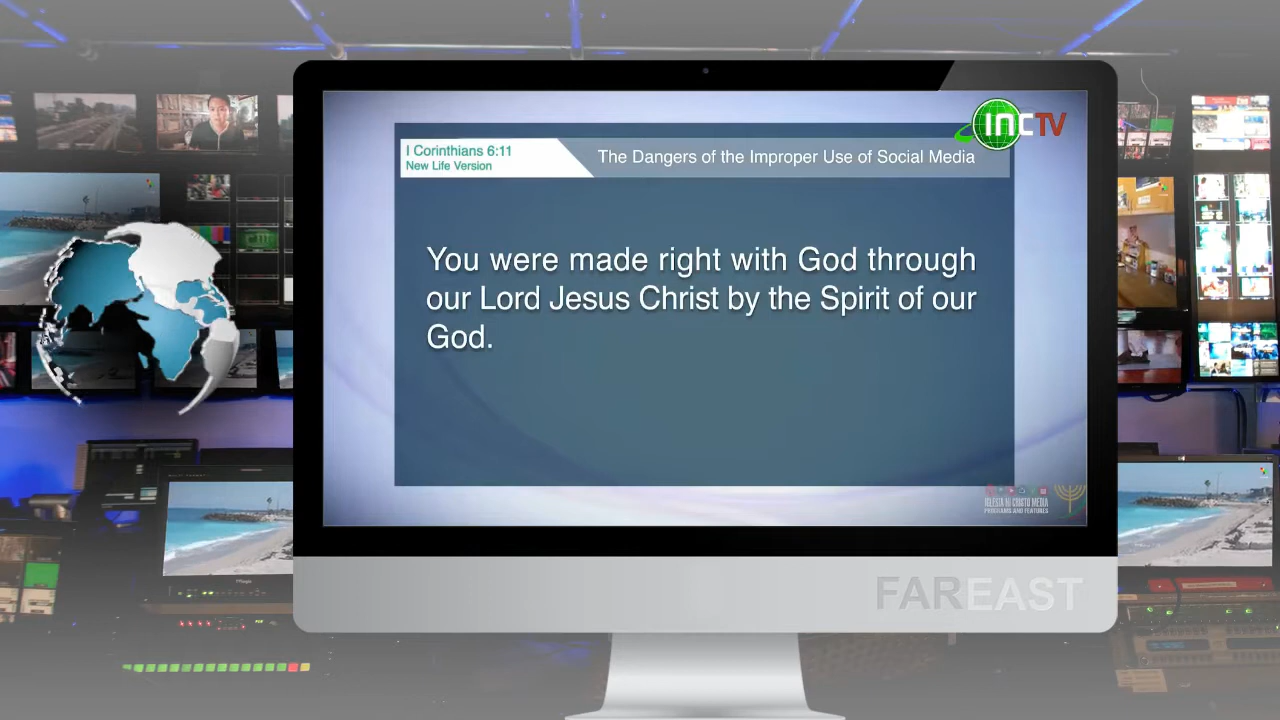 INCTV
I Corinthians 6:11
New Life Version
The Dangers of the Improper Use of Social Media
You were made right with God through
our Lord Jesus Christ by the Spirit of our
God.
IGLESIA NI CRISTO MEDIA
PROGRAMS AND FEATURES
FAREAST